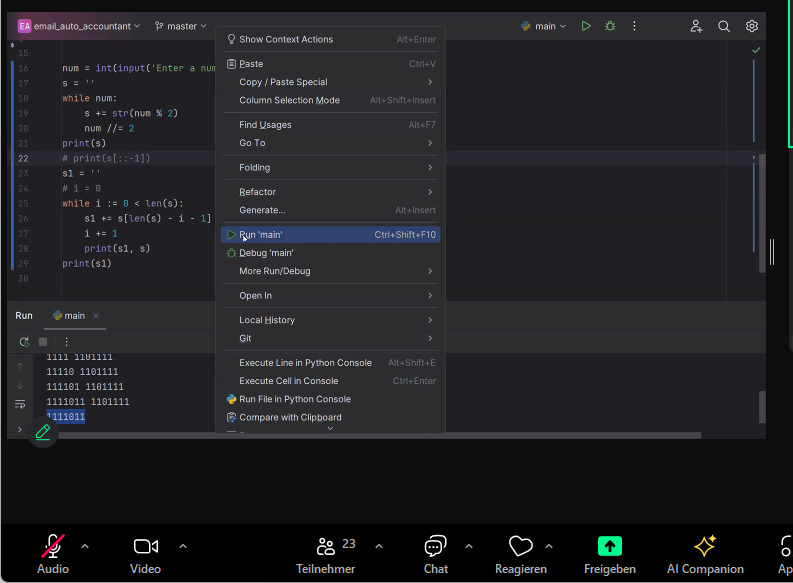 EA email_auto_accountant master main
15
16 num = int(input('Enter a num
17 s = ''
18 while num:
19 s += str(num % 2)
20 num //= 2
21 print(s)
22 # print(s[::-1])
23 s1 = ''
24 # i = 0
25 while i := 0 < len(s):
26 s1 += s[len(s) - i - 1]
27 i += 1
28 print(s1, s)
29 print(s1)
30
Show Context Actions Alt+Enter
Paste Ctrl+V
Copy / Paste Special
Column Selection Mode Alt+Shift+Insert
Find Usages Alt+F7
Go To
Folding
Refactor
Generate... Alt+Insert
Run 'main' Ctrl+Shift+F10
Debug 'main'
More Run/Debug
Open In
Local History
Git
Execute Line in Python Console Alt+Shift+E
Execute Cell in Console Ctrl+Enter
Run File in Python Console
Compare with Clipboard
Run main
1111 1101111
11110 1101111
111101 1101111
1111011 1101111
1111011
Audio Video Teilnehmer 23 Chat Reagieren Freigeben AI Companion Ap